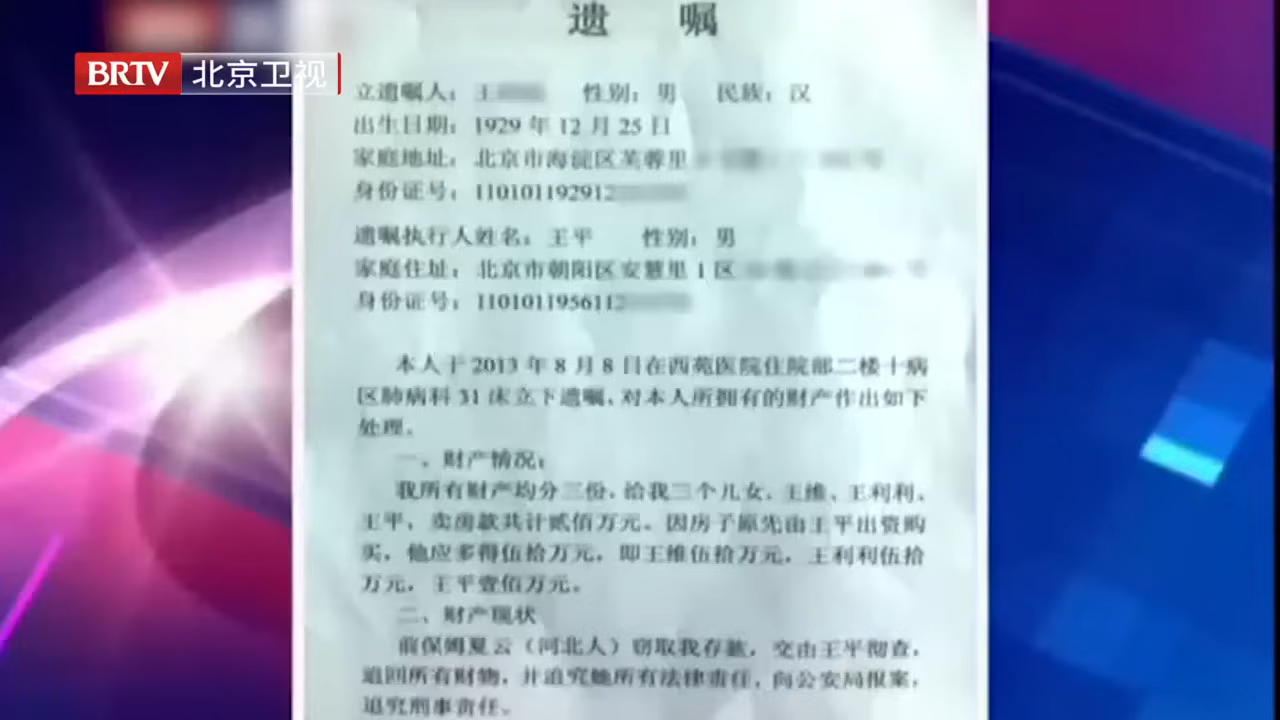 BRTV 北京卫视
遗 嘱
立遗嘱人：王 性别：男 民族：汉
出生日期：1929 年 12 月 25 日
家庭地址：北京市海淀区芙蓉里
身份证号：110101192912
遗嘱执行人姓名：王平 性别：男
家庭住址：北京市朝阳区安慧里 1 区
身份证号：110101195611
本人于 2013 年 8 月 8 日在西苑医院住院部二楼十病
区肺病科 31 床立下遗嘱，对本人所拥有的财产作出如下
处理。
一、财产情况：
我所有财产均分三份，给我三个儿女，王维、王利利、
王平，卖房款共计贰佰万元。因房子原先由王平出资购
买，他应多得伍拾万元，即王维伍拾万元，王利利伍拾
万元，王平壹佰万元。
二、财产现状
前保姆夏云（河北人）窃取我存款，交由王平彻查，
追回所有财物，并追究她所有法律责任，向公安局报案，
追究刑事责任。